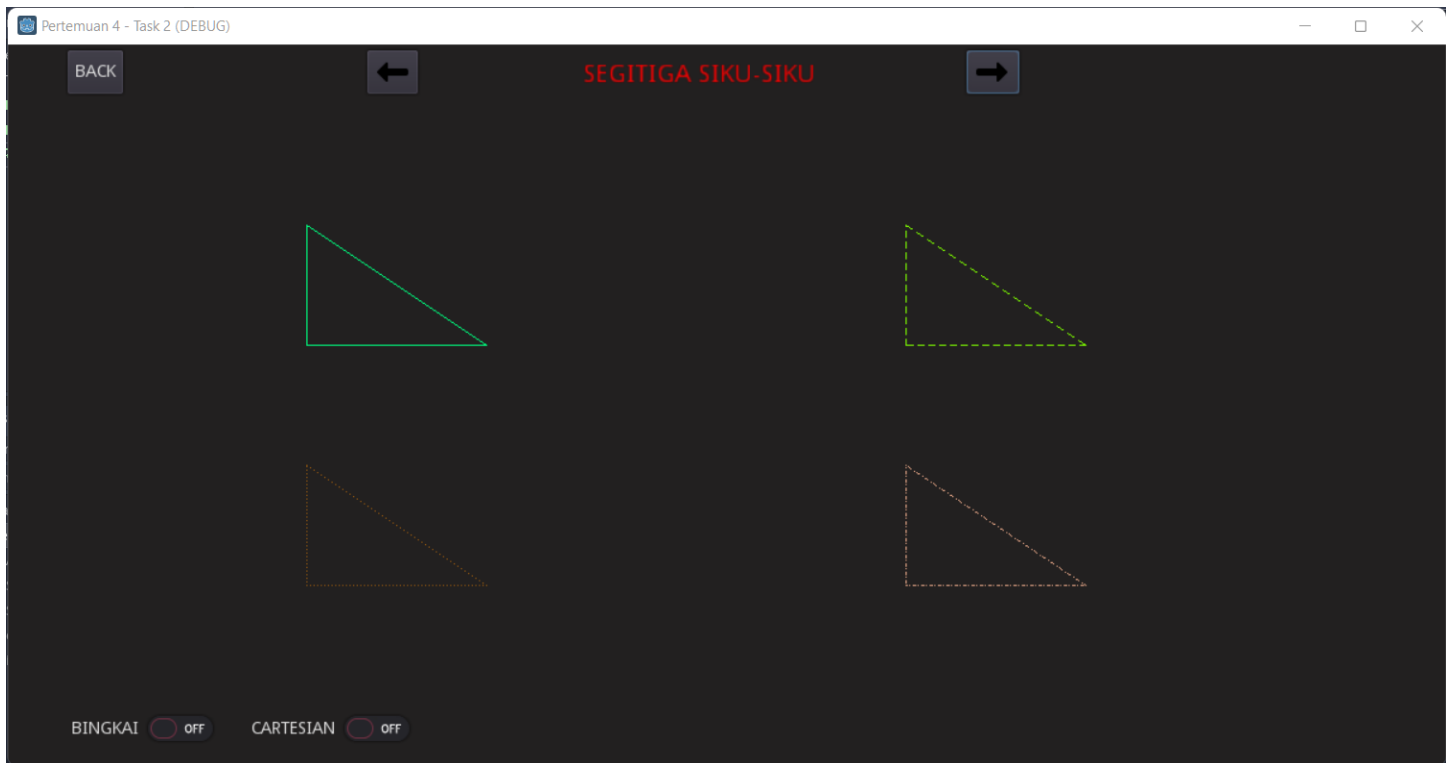 Pertemuan 4 - Task 2 (DEBUG)
BACK
SEGITIGA SIKU-SIKU
BINGKAI OFF CARTESIAN OFF